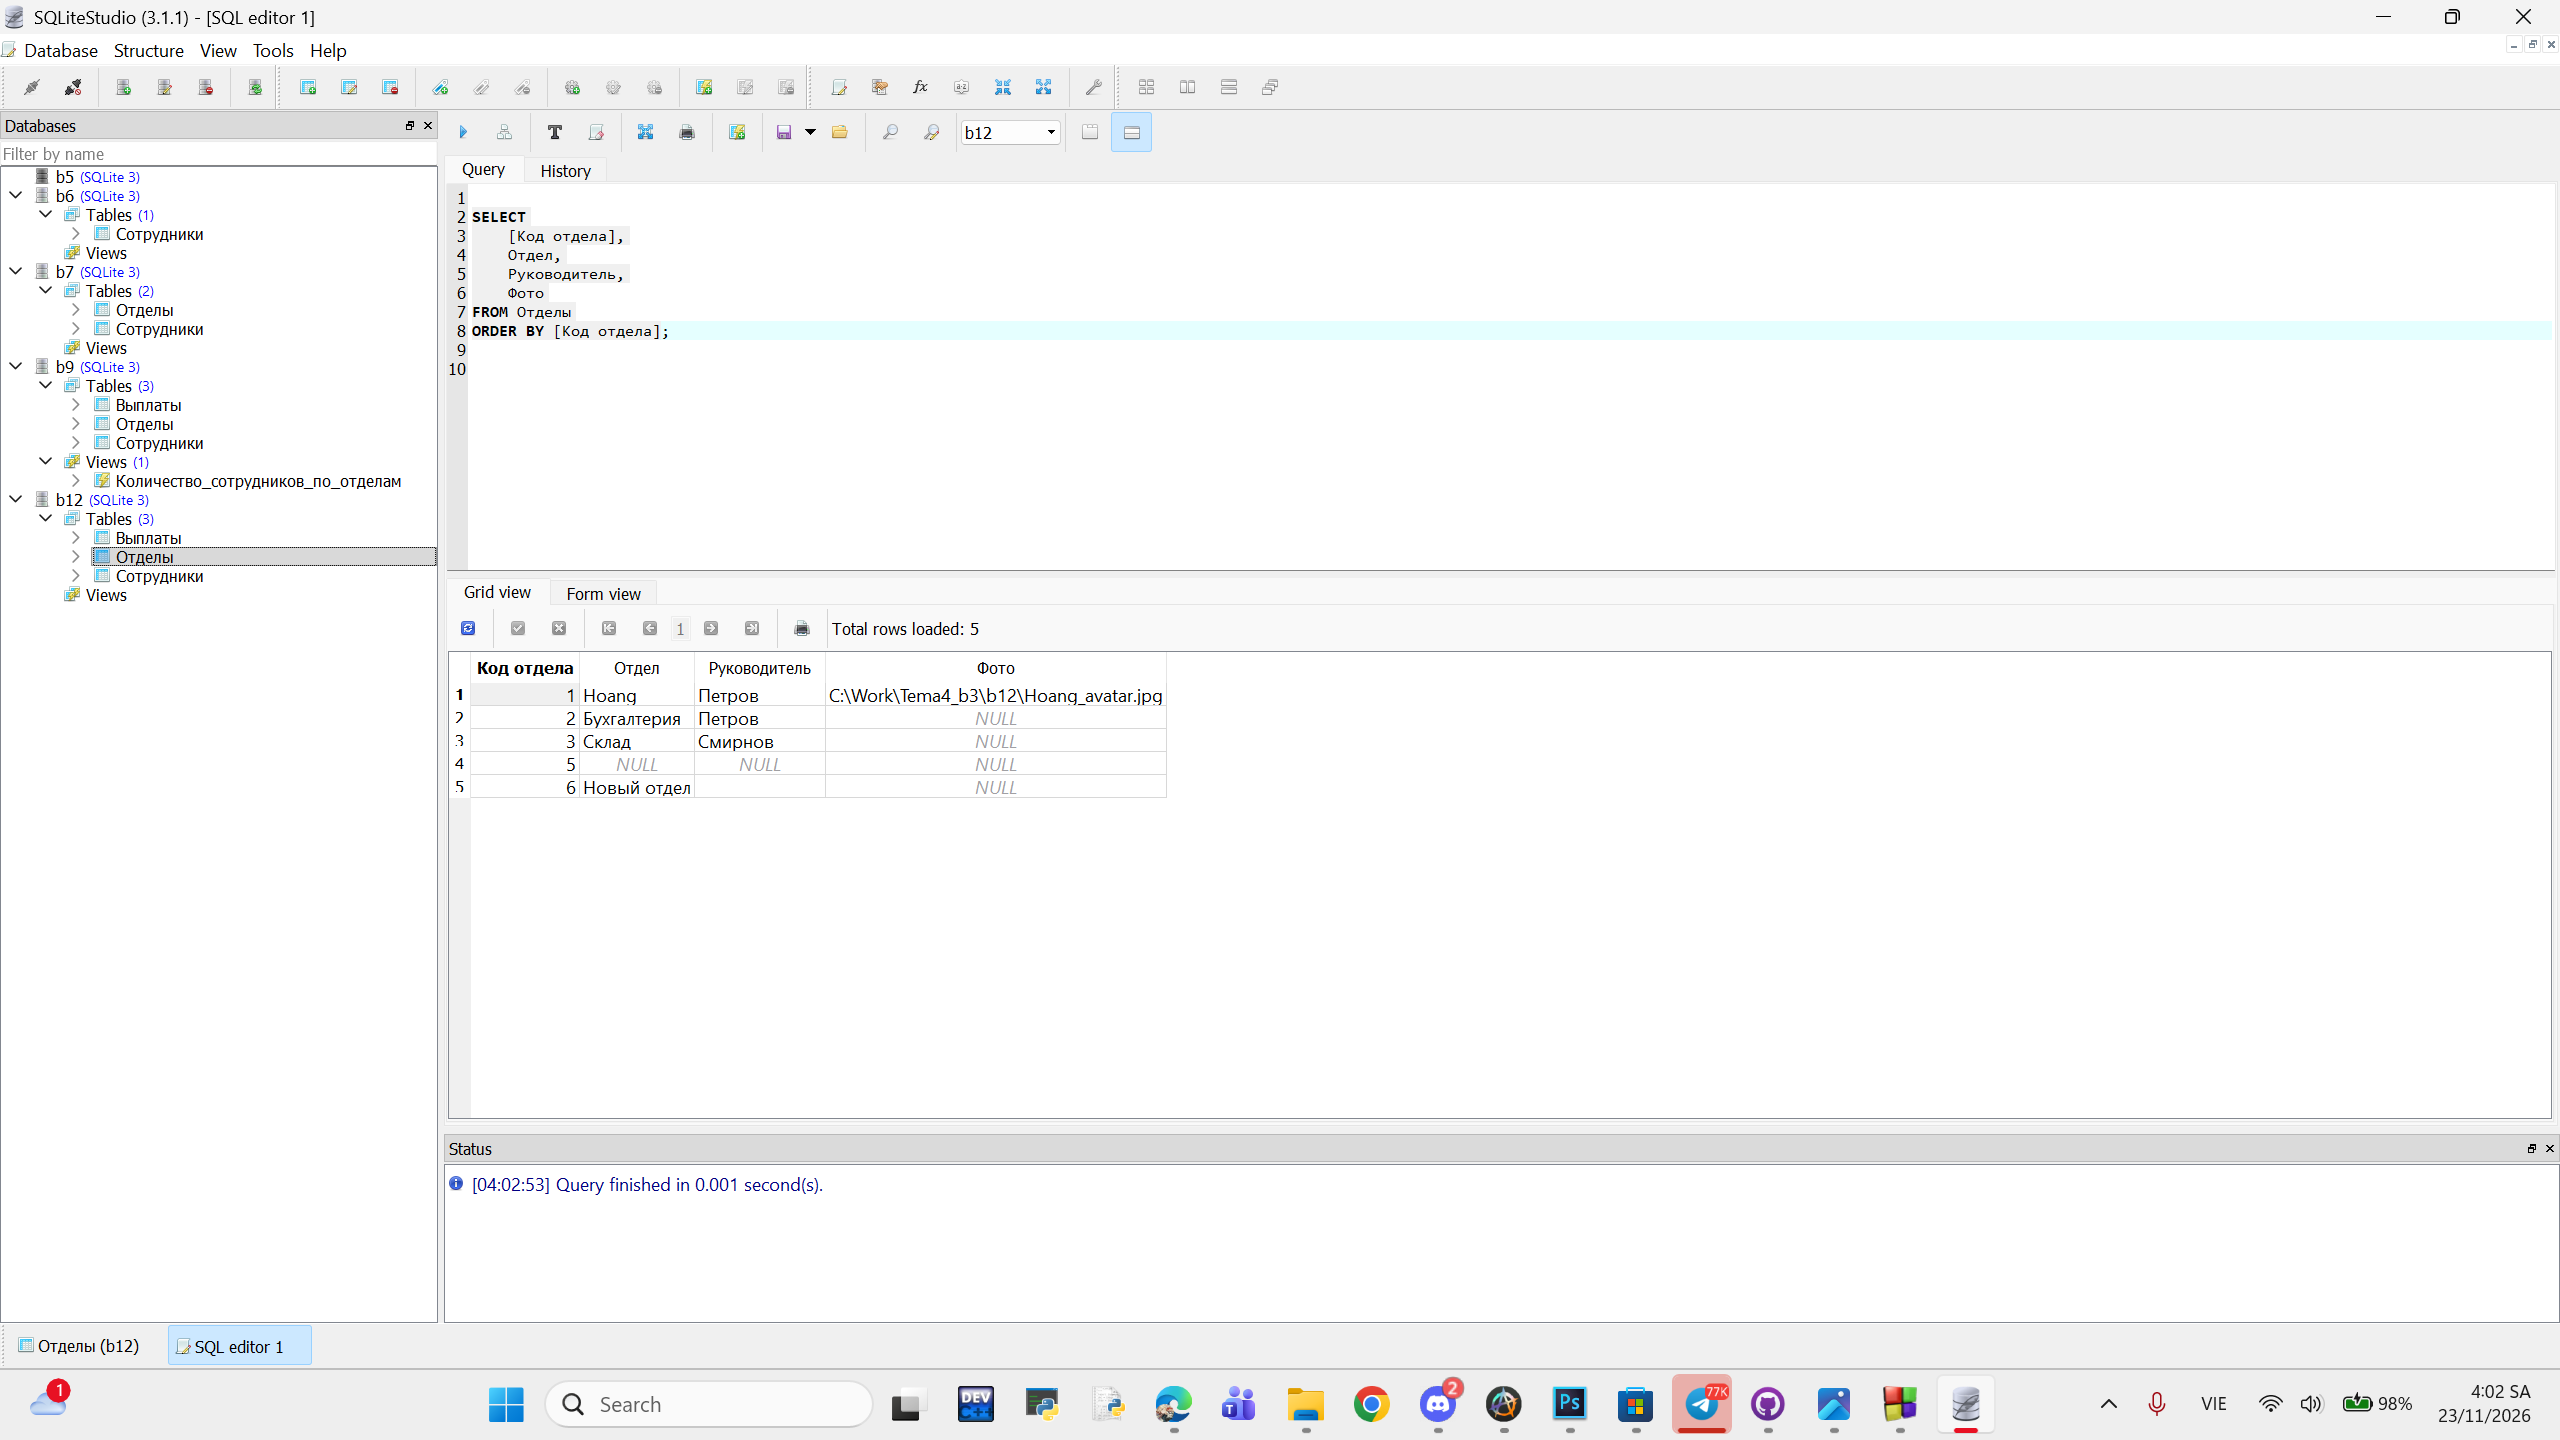 SQLiteStudio (3.1.1) - [SQL editor 1]
Database Structure View Tools Help
Databases
Filter by name
b5 (SQLite 3)
b6 (SQLite 3)
Tables (1)
Сотрудники
Views
b7 (SQLite 3)
Tables (2)
Отделы
Сотрудники
Views
b9 (SQLite 3)
Tables (3)
Выплаты
Отделы
Сотрудники
Views (1)
Количество_сотрудников_по_отделам
b12 (SQLite 3)
Tables (3)
Выплаты
Отделы
Сотрудники
Views
b12
Query History
1
2 SELECT
3 [Код отдела],
4 Отдел,
5 Руководитель,
6 Фото
7 FROM Отделы
8 ORDER BY [Код отдела];
9
10
Grid view Form view
1 Total rows loaded: 5
Код отдела Отдел Руководитель Фото
1 1 Hoang Петров C:\Work\Tema4_b3\b12\Hoang_avatar.jpg
2 2 Бухгалтерия Петров NULL
3 3 Склад Смирнов NULL
4 5 NULL NULL NULL
5 6 Новый отдел NULL
Status
[04:02:53] Query finished in 0.001 second(s).
Отделы (b12) SQL editor 1
1
Search
DEV C++
T
2
Ps
77K
VIE
98%
4:02 SA
23/11/2026